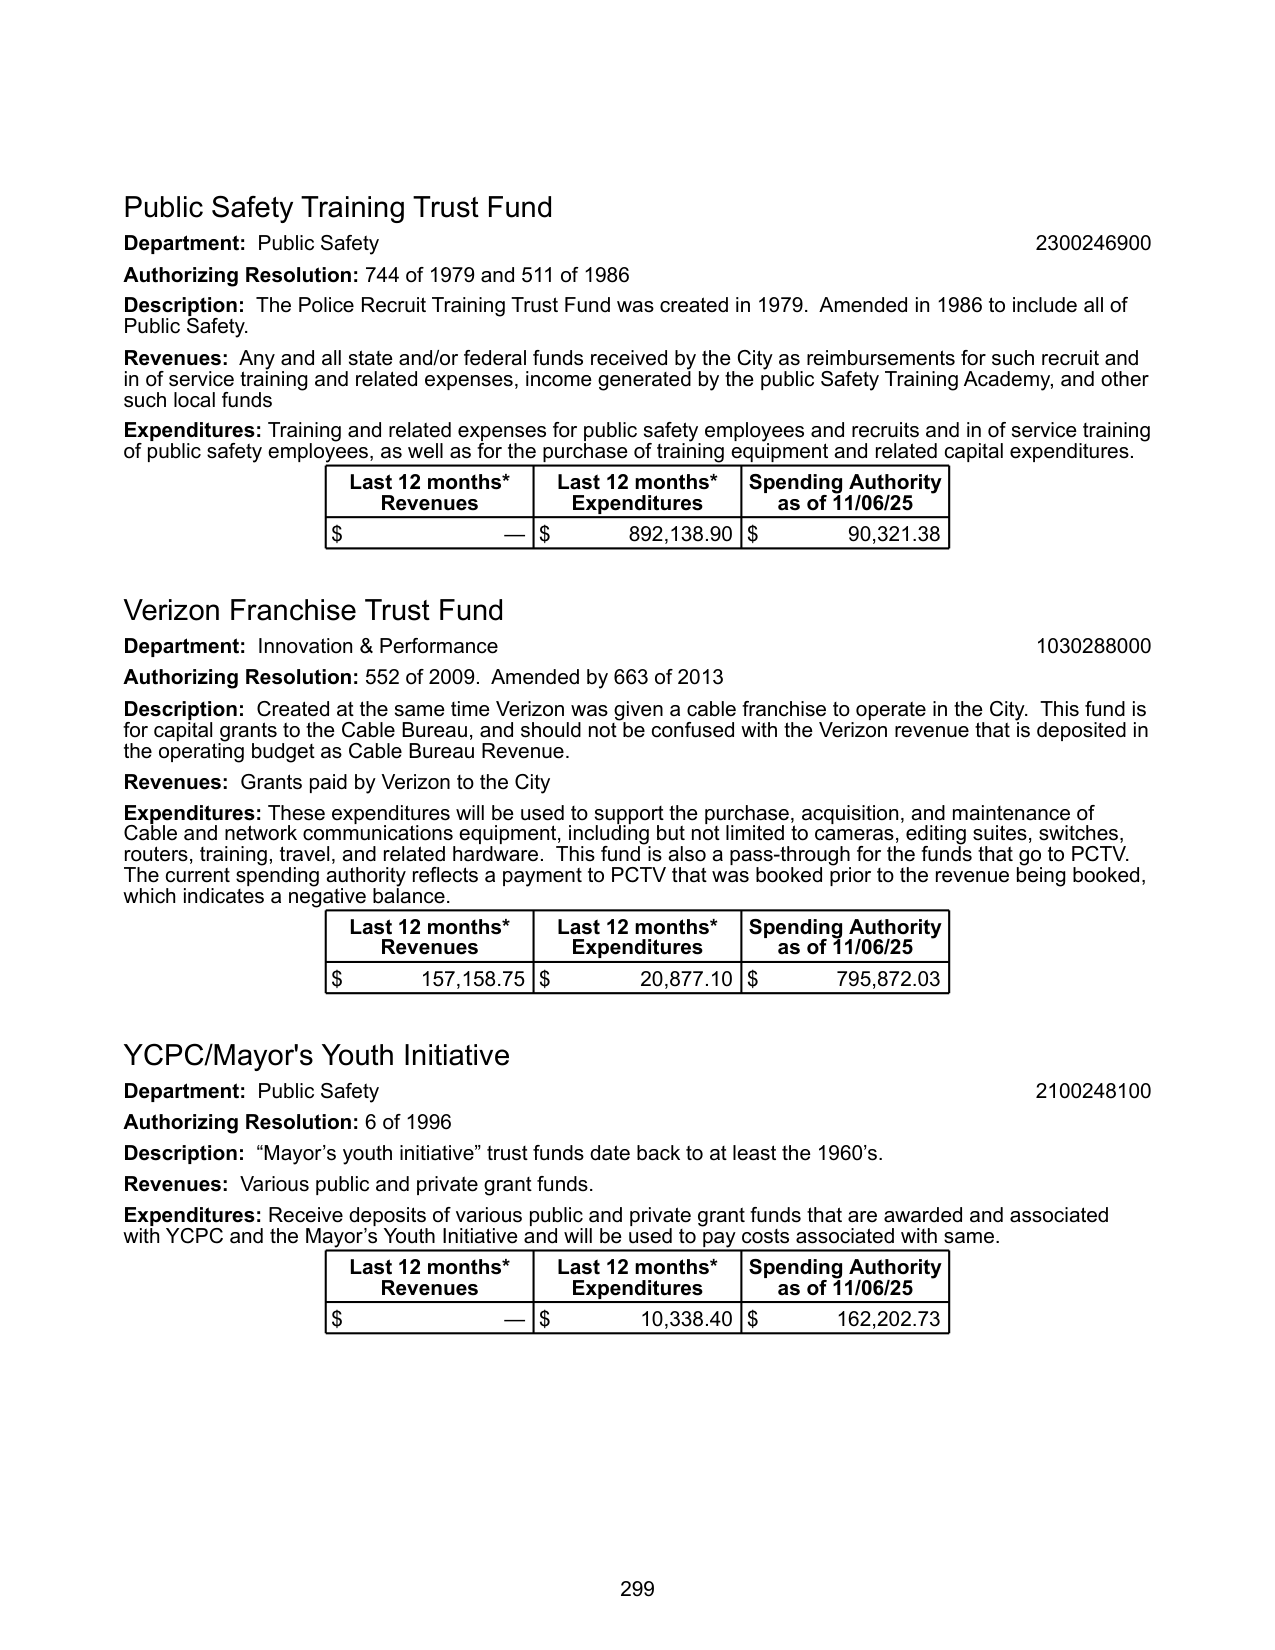 Public Safety Training Trust Fund
Department: Public Safety 2300246900
Authorizing Resolution: 744 of 1979 and 511 of 1986
Description: The Police Recruit Training Trust Fund was created in 1979. Amended in 1986 to include all of
Public Safety.
Revenues: Any and all state and/or federal funds received by the City as reimbursements for such recruit and
in of service training and related expenses, income generated by the public Safety Training Academy, and other
such local funds
Expenditures: Training and related expenses for public safety employees and recruits and in of service training
of public safety employees, as well as for the purchase of training equipment and related capital expenditures.
Last 12 months* Last 12 months* Spending Authority
Revenues Expenditures as of 11/06/25
$ — $ 892,138.90 $ 90,321.38
Verizon Franchise Trust Fund
Department: Innovation & Performance 1030288000
Authorizing Resolution: 552 of 2009. Amended by 663 of 2013
Description: Created at the same time Verizon was given a cable franchise to operate in the City. This fund is
for capital grants to the Cable Bureau, and should not be confused with the Verizon revenue that is deposited in
the operating budget as Cable Bureau Revenue.
Revenues: Grants paid by Verizon to the City
Expenditures: These expenditures will be used to support the purchase, acquisition, and maintenance of
Cable and network communications equipment, including but not limited to cameras, editing suites, switches,
routers, training, travel, and related hardware. This fund is also a pass-through for the funds that go to PCTV.
The current spending authority reflects a payment to PCTV that was booked prior to the revenue being booked,
which indicates a negative balance.
Last 12 months* Last 12 months* Spending Authority
Revenues Expenditures as of 11/06/25
$ 157,158.75 $ 20,877.10 $ 795,872.03
YCPC/Mayor's Youth Initiative
Department: Public Safety 2100248100
Authorizing Resolution: 6 of 1996
Description: “Mayor’s youth initiative” trust funds date back to at least the 1960’s.
Revenues: Various public and private grant funds.
Expenditures: Receive deposits of various public and private grant funds that are awarded and associated
with YCPC and the Mayor’s Youth Initiative and will be used to pay costs associated with same.
Last 12 months* Last 12 months* Spending Authority
Revenues Expenditures as of 11/06/25
$ — $ 10,338.40 $ 162,202.73
299